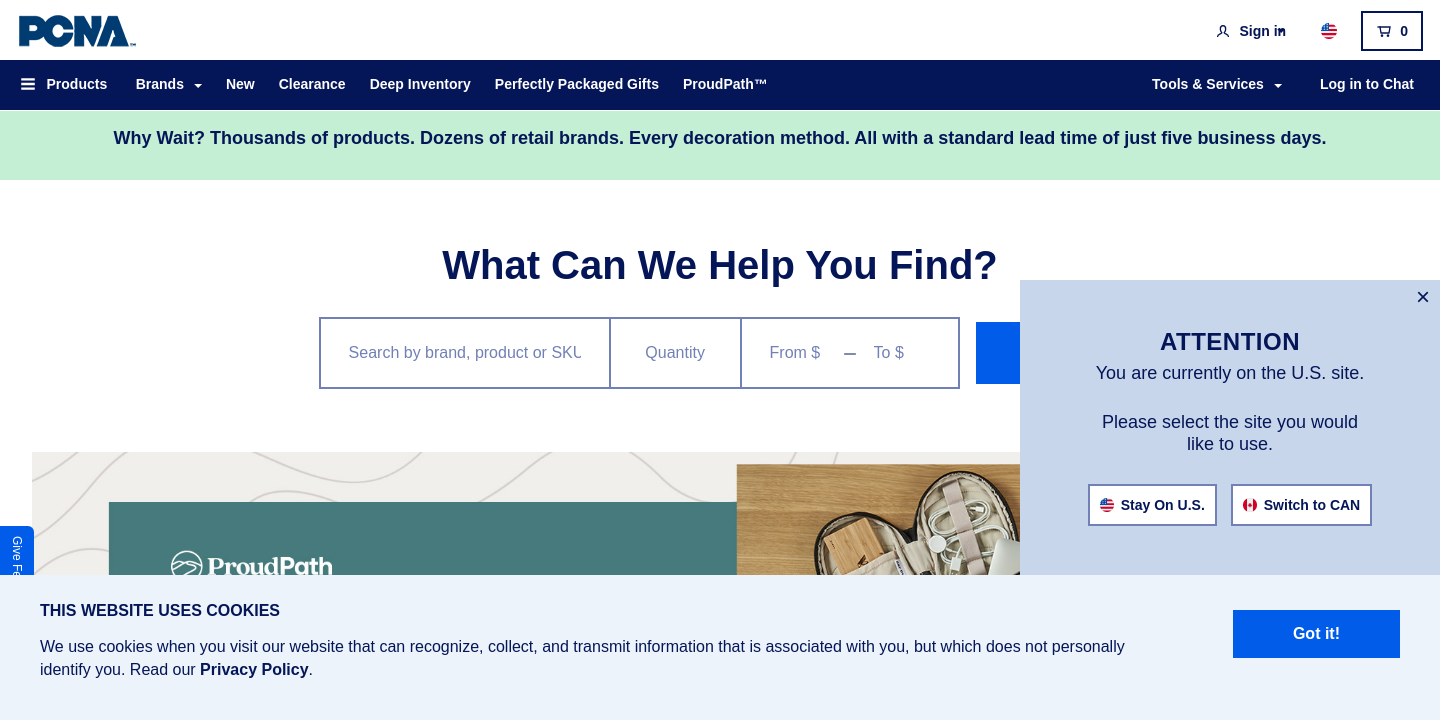 PCNA™
Sign in
0
Products Brands New Clearance Deep Inventory Perfectly Packaged Gifts ProudPath™ Tools & Services Log in to Chat
Why Wait? Thousands of products. Dozens of retail brands. Every decoration method. All with a standard lead time of just five business days.
What Can We Help You Find?
Search by brand, product or SKU Quantity From $ — To $
×
ATTENTION
You are currently on the U.S. site.
Please select the site you would
like to use.
Stay On U.S. Switch to CAN
Give Fe
ProudPath
THIS WEBSITE USES COOKIES
We use cookies when you visit our website that can recognize, collect, and transmit information that is associated with you, but which does not personally
identify you. Read our Privacy Policy.
Got it!